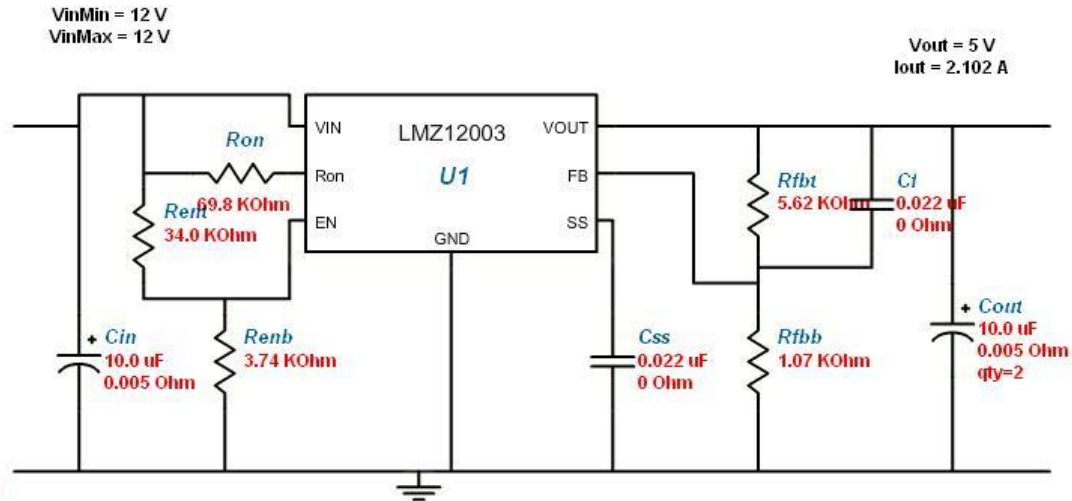 VinMin = 12 V
VinMax = 12 V
Vout = 5 V
Iout = 2.102 A
VIN
LMZ12003
VOUT
Ron
Ron
U1
FB
Rfbt
5.62 KOhm
Cf
0.022 uF
0 Ohm
69.8 KOhm
Rent
34.0 KOhm
EN
SS
GND
Cin
+
10.0 uF
0.005 Ohm
Renb
3.74 KOhm
Css
0.022 uF
0 Ohm
Rfbb
1.07 KOhm
+
Cout
10.0 uF
0.005 Ohm
qty=2